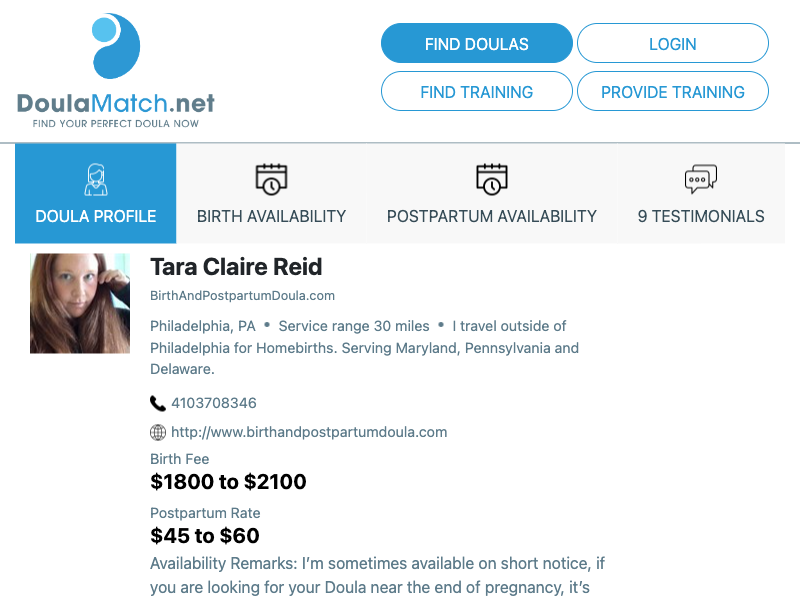 DoulaMatch.net
FIND YOUR PERFECT DOULA NOW
FIND DOULAS
LOGIN
FIND TRAINING
PROVIDE TRAINING
DOULA PROFILE
BIRTH AVAILABILITY
POSTPARTUM AVAILABILITY
9 TESTIMONIALS
Tara Claire Reid
BirthAndPostpartumDoula.com
Philadelphia, PA • Service range 30 miles • I travel outside of
Philadelphia for Homebirths. Serving Maryland, Pennsylvania and
Delaware.
4103708346
http://www.birthandpostpartumdoula.com
Birth Fee
$1800 to $2100
Postpartum Rate
$45 to $60
Availability Remarks: I’m sometimes available on short notice, if
you are looking for your Doula near the end of pregnancy, it’s